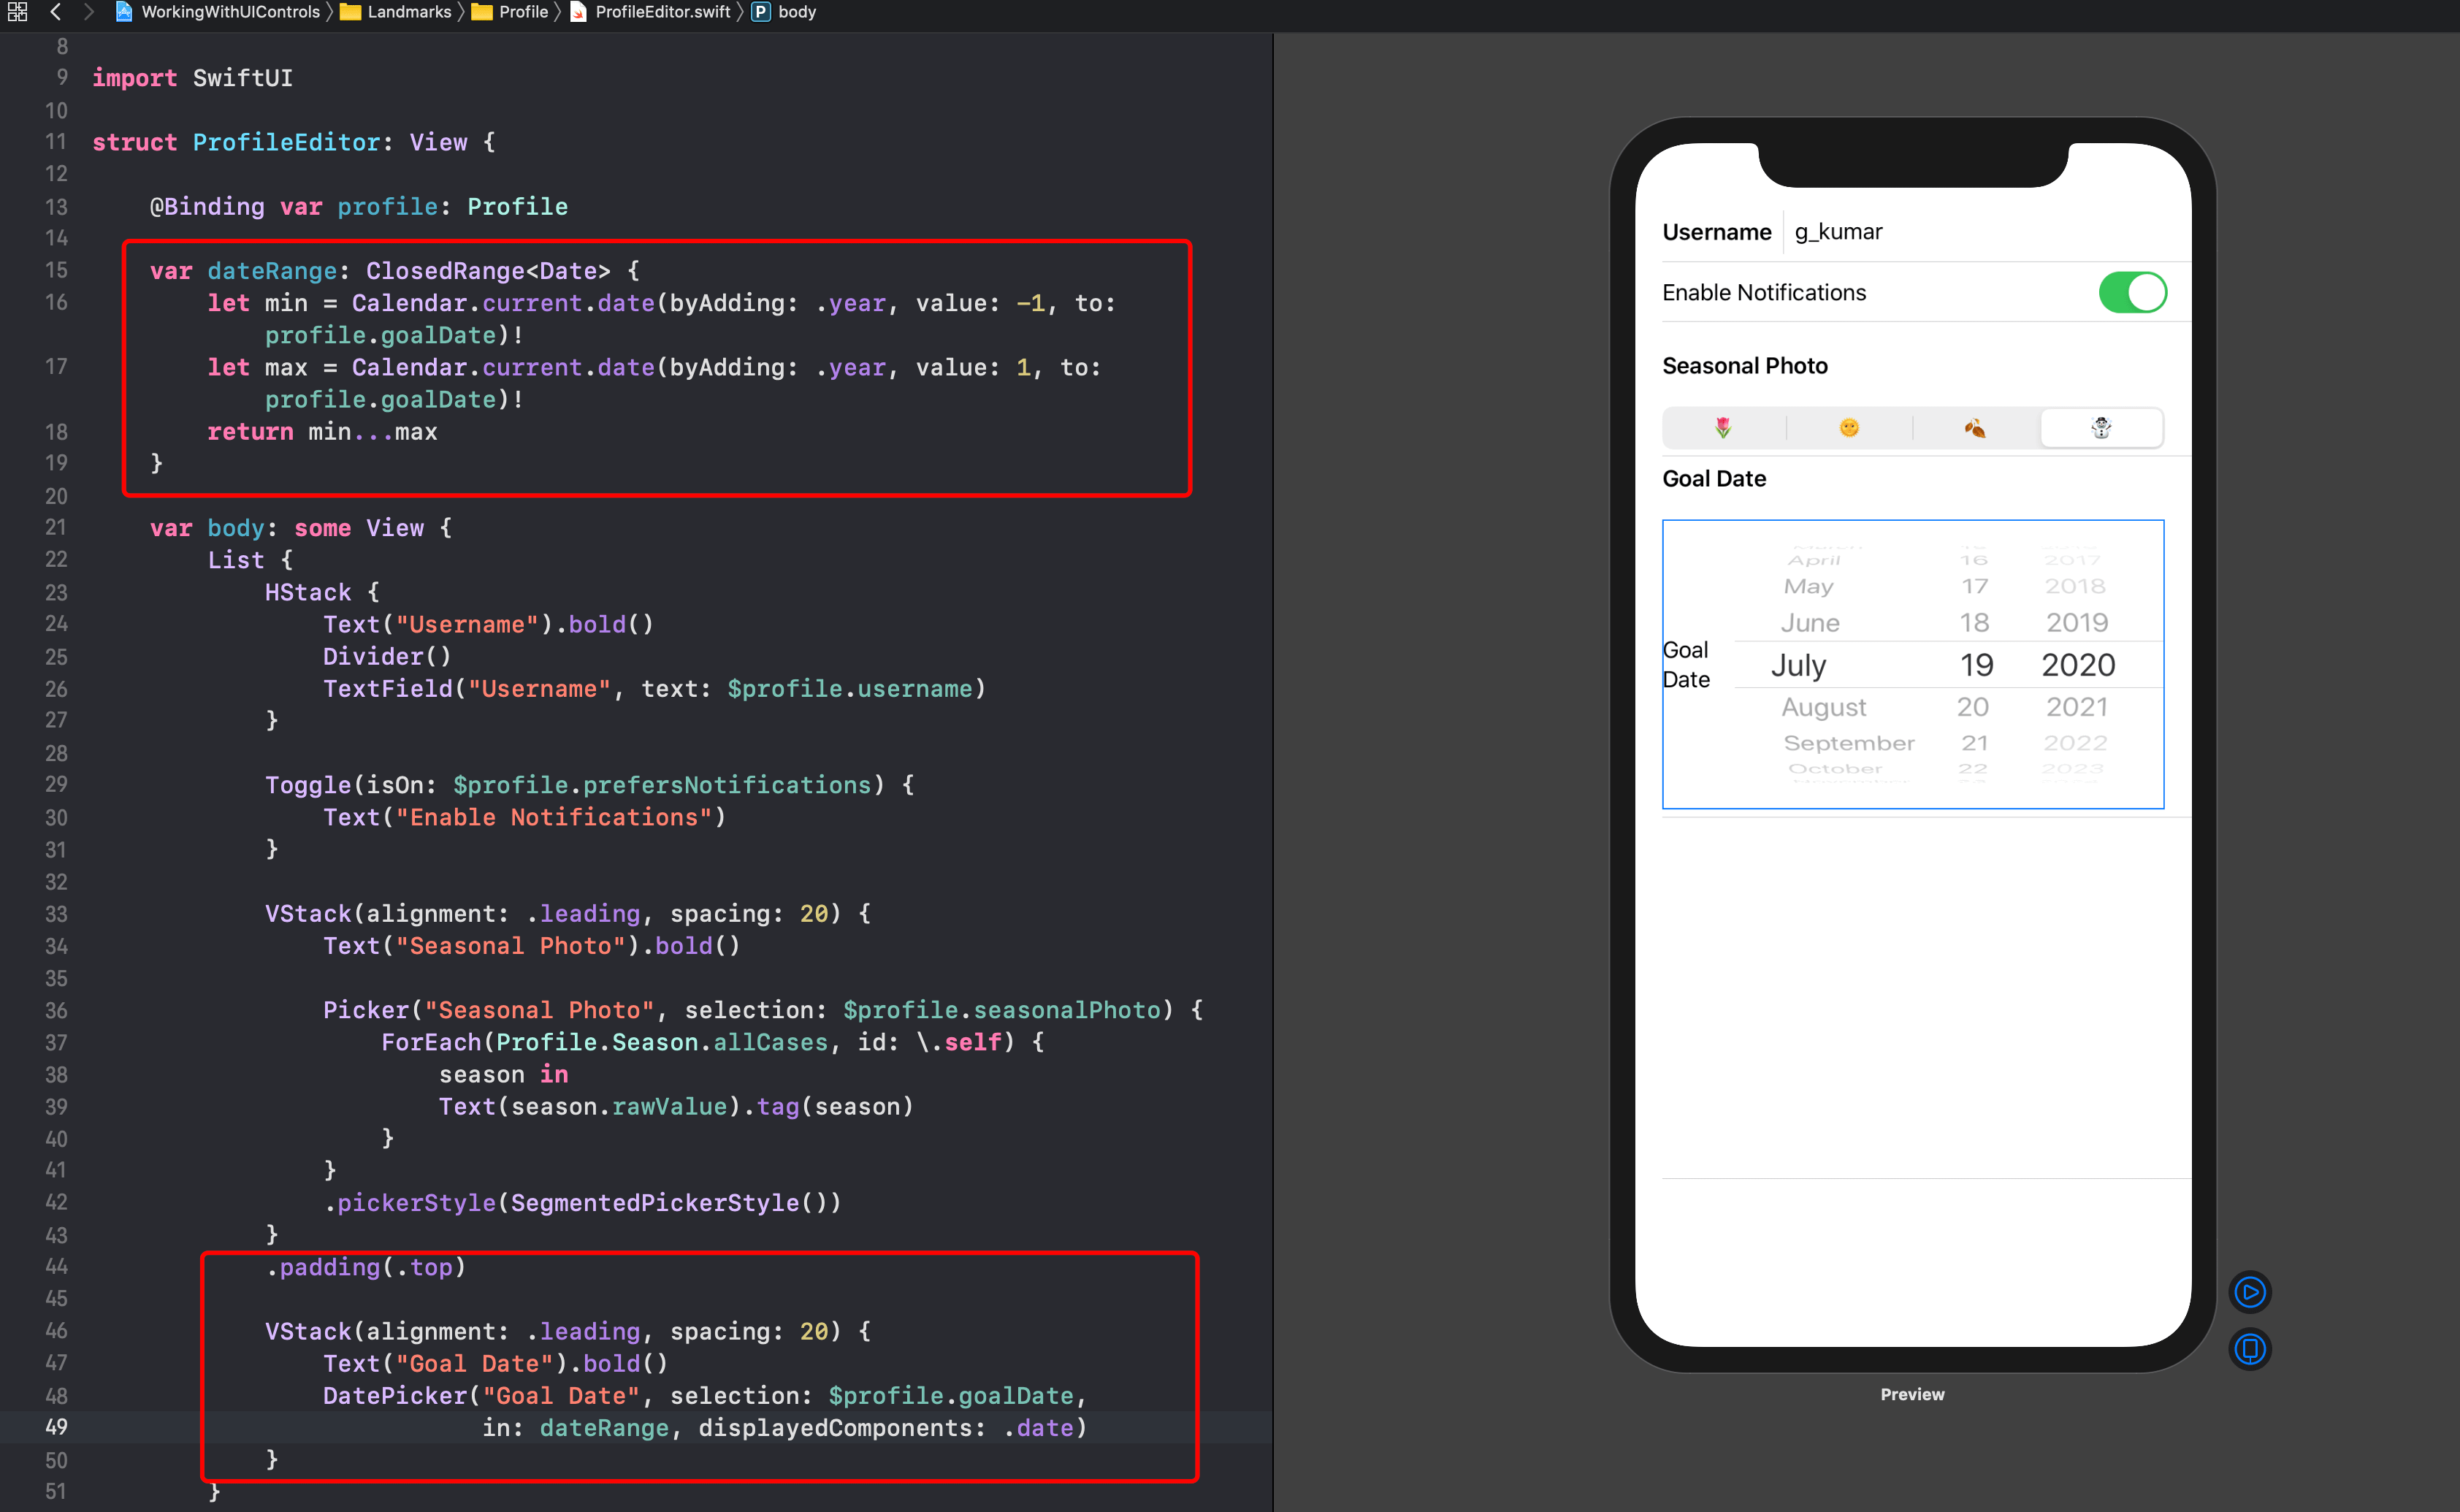 WorkingWithUIControls 〉 Landmarks 〉 Profile 〉 ProfileEditor.swift 〉 P body
8
9 import SwiftUI
10
11 struct ProfileEditor: View {
12
13 @Binding var profile: Profile
14
15 var dateRange: ClosedRange<Date> {
16 let min = Calendar.current.date(byAdding: .year, value: -1, to:
profile.goalDate)!
17 let max = Calendar.current.date(byAdding: .year, value: 1, to:
profile.goalDate)!
18 return min...max
19 }
20
21 var body: some View {
22 List {
23 HStack {
24 Text("Username").bold()
25 Divider()
26 TextField("Username", text: $profile.username)
27 }
28
29 Toggle(isOn: $profile.prefersNotifications) {
30 Text("Enable Notifications")
31 }
32
33 VStack(alignment: .leading, spacing: 20) {
34 Text("Seasonal Photo").bold()
35
36 Picker("Seasonal Photo", selection: $profile.seasonalPhoto) {
37 ForEach(Profile.Season.allCases, id: \.self) {
38 season in
39 Text(season.rawValue).tag(season)
40 }
41 }
42 .pickerStyle(SegmentedPickerStyle())
43 }
44 .padding(.top)
45
46 VStack(alignment: .leading, spacing: 20) {
47 Text("Goal Date").bold()
48 DatePicker("Goal Date", selection: $profile.goalDate,
49 in: dateRange, displayedComponents: .date)
50 }
51 }
Username g_kumar
Enable Notifications
Seasonal Photo
Goal Date
April 16 2017
May 17 2018
June 18 2019
Goal
Date
July 19 2020
August 20 2021
September 21 2022
October 22 2023
Preview